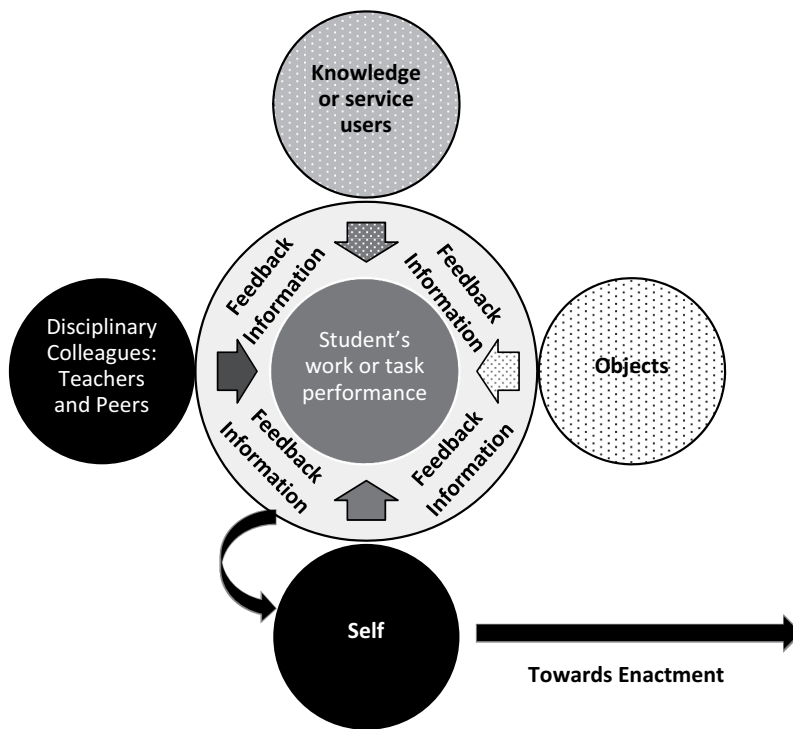 Knowledge
or service
users
Feedback
Information
Feedback
Information
Disciplinary
Colleagues:
Teachers
and Peers
Student’s
work or task
performance
Objects
Feedback
Information
Feedback
Information
Self
Towards Enactment